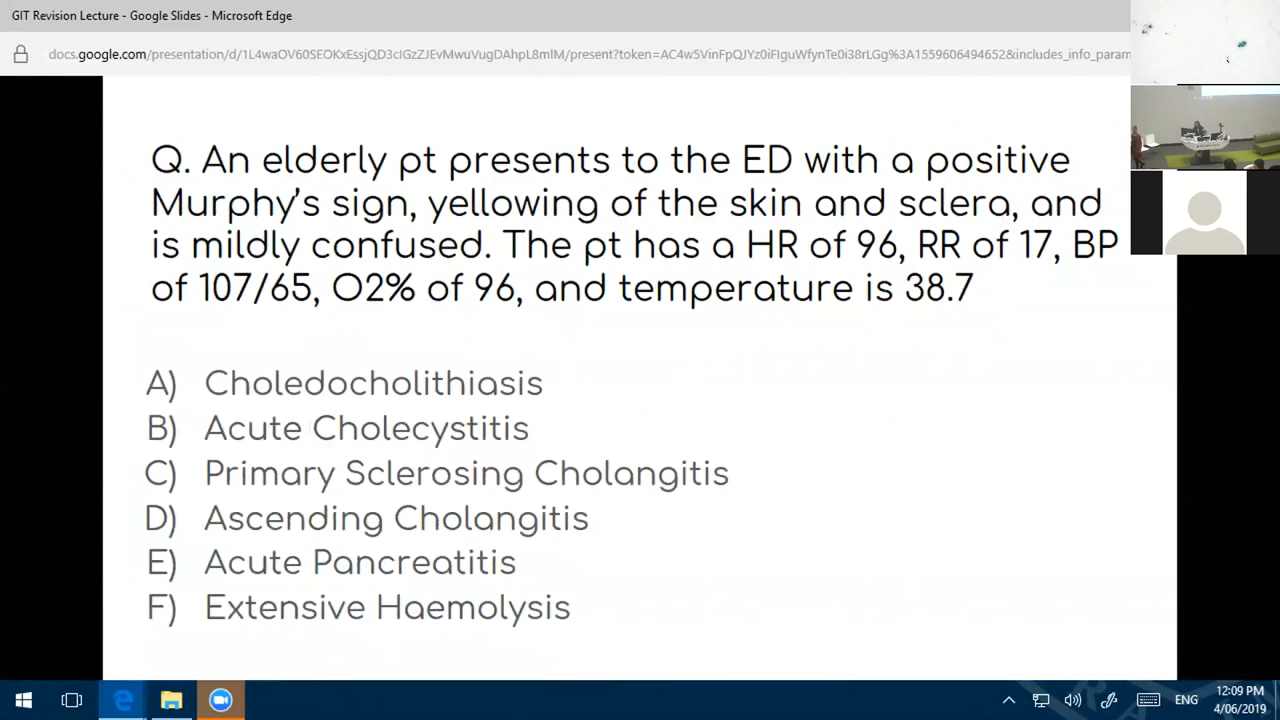 GIT Revision Lecture - Google Slides - Microsoft Edge
docs.google.com/presentation/d/1L4waOV60SEOKxEssjQD3cIGzZJEvMwuVugDAhpL8mlM/present?token=AC4w5VinFpQJYz0iFIguWfynTe0i38rLGg%3A1559606494652&includes_info_param
Q. An elderly pt presents to the ED with a positive
Murphy's sign, yellowing of the skin and sclera, and
is mildly confused. The pt has a HR of 96, RR of 17, BP
of 107/65, O2% of 96, and temperature is 38.7
A) Choledocholithiasis
B) Acute Cholecystitis
C) Primary Sclerosing Cholangitis
D) Ascending Cholangitis
E) Acute Pancreatitis
F) Extensive Haemolysis
ENG
12:09 PM
4/06/2019